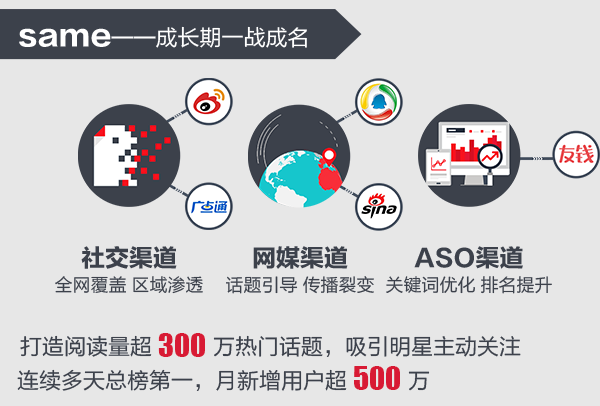 same——成长期一战成名
广点通
sina
友钱
社交渠道
全网覆盖 区域渗透
网媒渠道
话题引导 传播裂变
ASO渠道
关键词优化 排名提升
打造阅读量超 300 万热门话题，吸引明星主动关注
连续多天总榜第一，月新增用户超 500 万